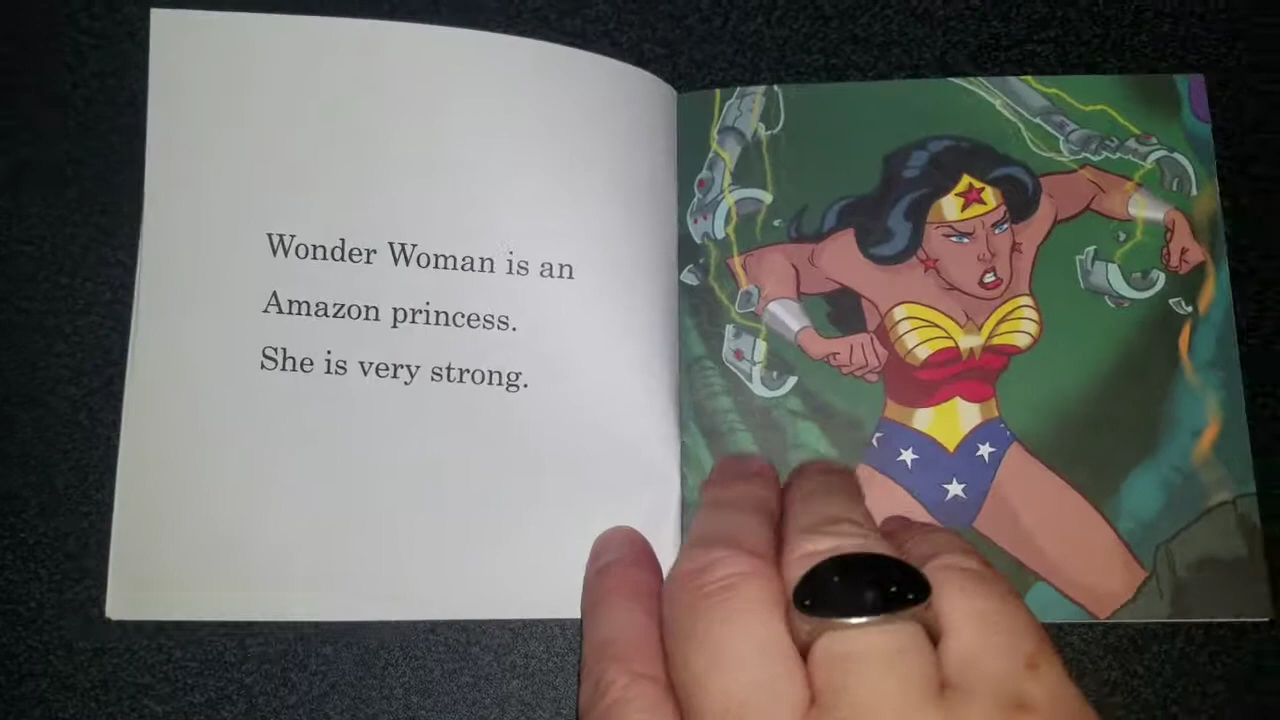 Wonder Woman is an
Amazon princess.
She is very strong.